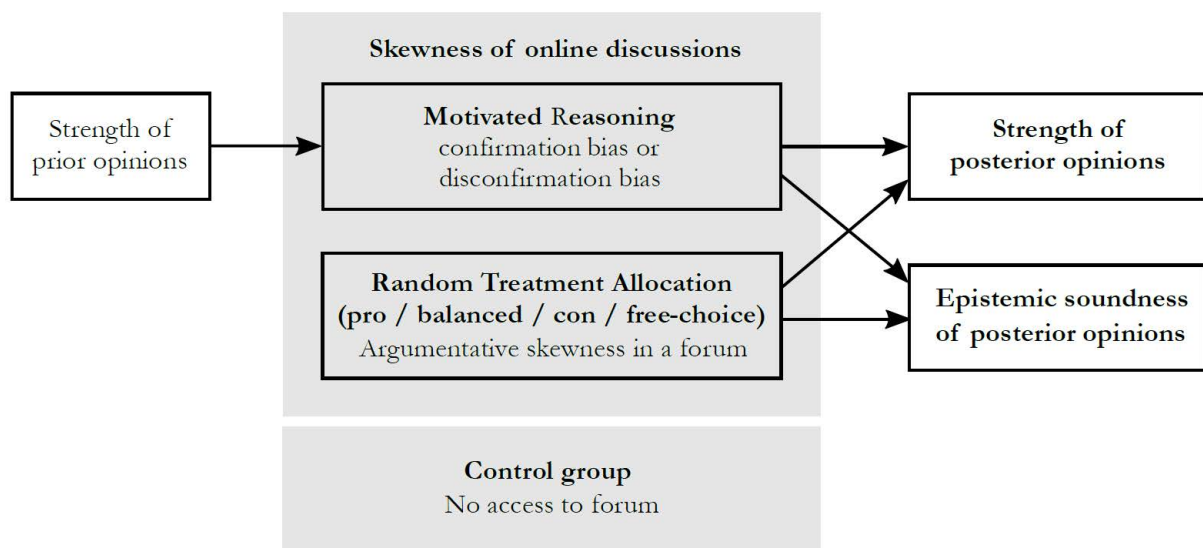 Skewness of online discussions
Strength of
prior opinions
Motivated Reasoning
confirmation bias or
disconfirmation bias
Random Treatment Allocation
(pro / balanced / con / free-choice)
Argumentative skewness in a forum
Strength of
posterior opinions
Epistemic soundness
of posterior opinions
Control group
No access to forum